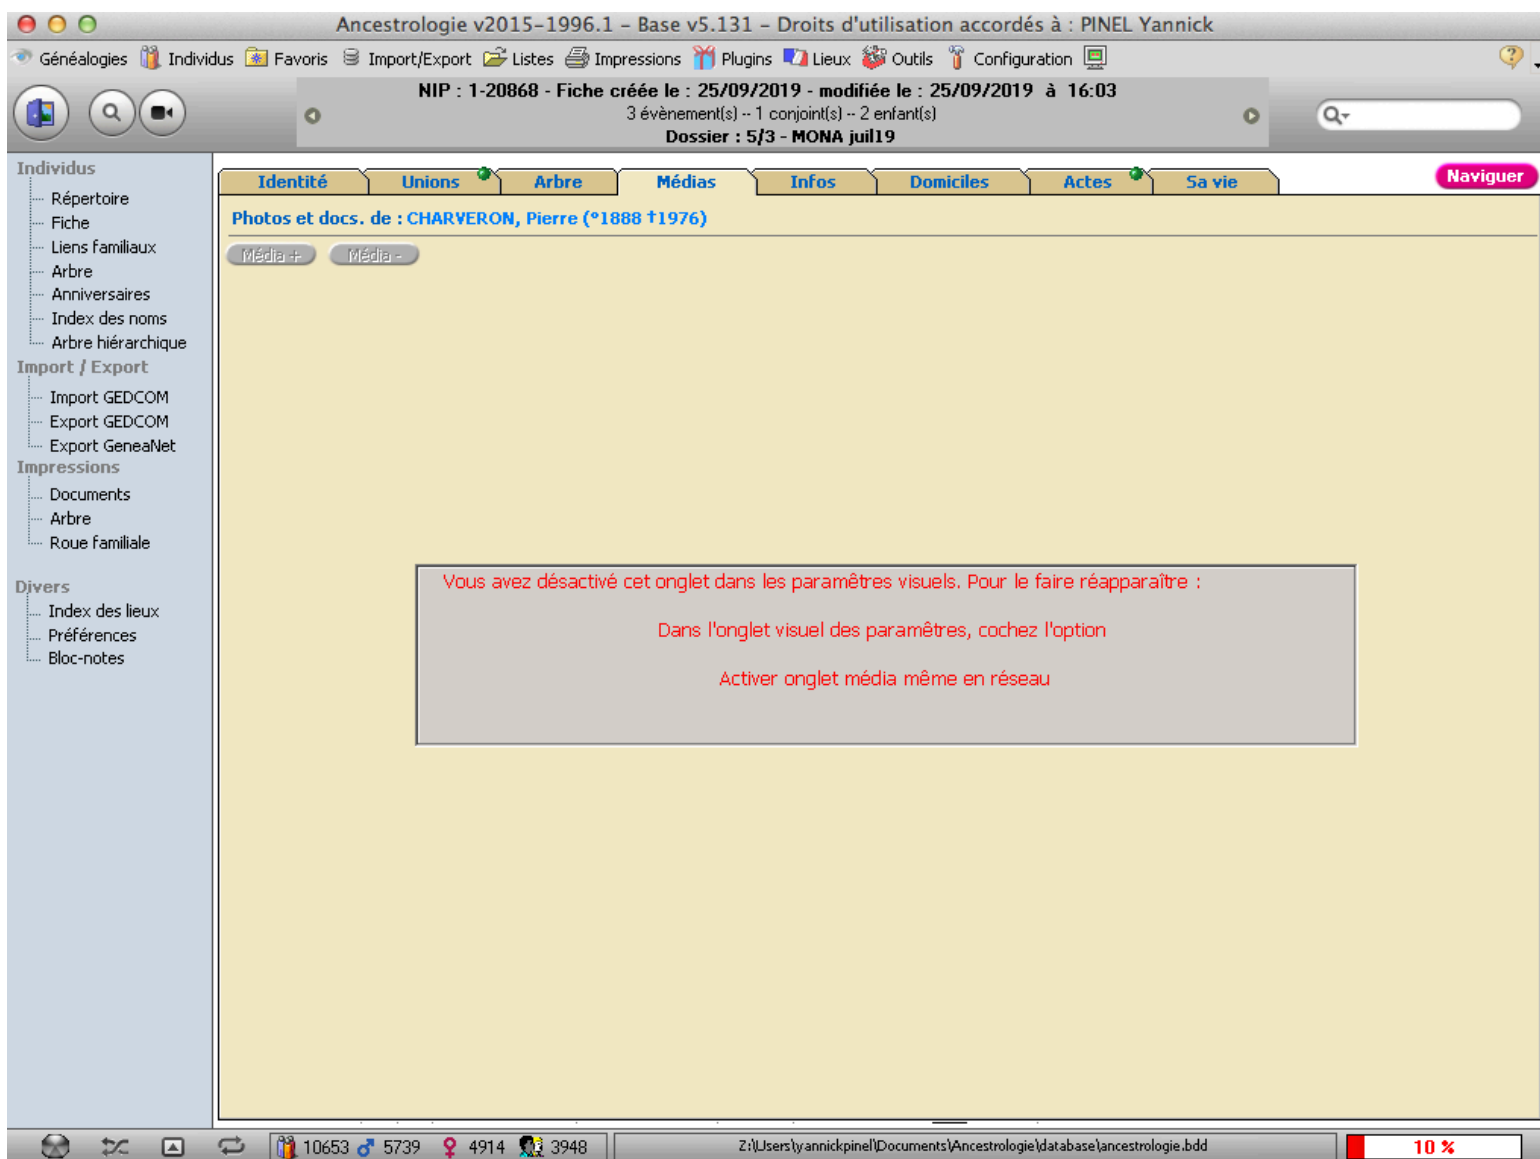 Ancestrologie v2015-1996.1 - Base v5.131 - Droits d'utilisation accordés à : PINEL Yannick
Généalogies Individus Favoris Import/Export Listes Impressions Plugins Lieux Outils Configuration
NIP : 1-20868 - Fiche créée le : 25/09/2019 - modifiée le : 25/09/2019 à 16:03
3 évènement(s) -- 1 conjoint(s) -- 2 enfant(s)
Dossier : 5/3 - MONA juil19
Individus
Répertoire
Fiche
Liens familiaux
Arbre
Anniversaires
Index des noms
Arbre hiérarchique
Import / Export
Import GEDCOM
Export GEDCOM
Export GeneaNet
Impressions
Documents
Arbre
Roue familiale
Divers
Index des lieux
Préférences
Bloc-notes
Identité Unions Arbre Médias Infos Domiciles Actes Sa vie
Naviguer
Photos et docs. de : CHARVERON, Pierre (°1888 †1976)
Média + Média -
Vous avez désactivé cet onglet dans les paramêtres visuels. Pour le faire réapparaître :
Dans l'onglet visuel des paramêtres, cochez l'option
Activer onglet média même en réseau
10653 5739 4914 3948
Z:\Users\yannickpinel\Documents\Ancestrologie\database\ancestrologie.bdd
10 %